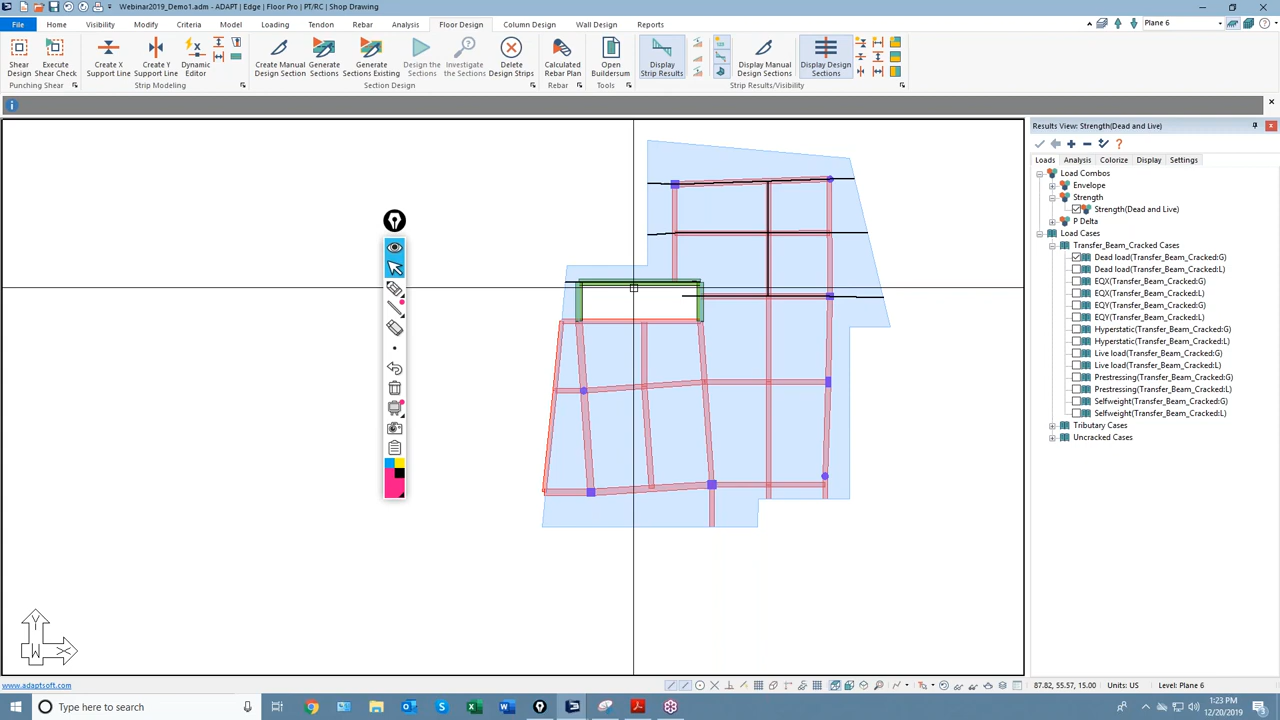 Webinar2019_Demo1.adm | ADAPT | Edge | Floor Pro | PT/RC | Shop Drawing
File Home Visibility Modify Criteria Model Loading Tendon Rebar Analysis Floor Design Column Design Wall Design Reports Plane 6
Shear Design
Execute Shear Check
Create X Support Line
Create Y Support Line
Dynamic Editor
Create Manual Design Section
Generate Sections
Generate Sections Existing
Design the Sections
Investigate the Sections
Delete Design Strips
Calculated Rebar Plan
Open Buildersum
Display Strip Results
Display Manual Design Sections
Display Design Sections
Punching Shear Strip Modeling Section Design Rebar Tools Strip Results/Visibility
Results View: Strength(Dead and Live)
Loads Analysis Colorize Display Settings
Load Combos
Envelope
Strength
Strength(Dead and Live)
P Delta
Load Cases
Transfer_Beam_Cracked Cases
Dead load(Transfer_Beam_Cracked:G)
Dead load(Transfer_Beam_Cracked:L)
EQX(Transfer_Beam_Cracked:G)
EQX(Transfer_Beam_Cracked:L)
EQY(Transfer_Beam_Cracked:G)
EQY(Transfer_Beam_Cracked:L)
Hyperstatic(Transfer_Beam_Cracked:G)
Hyperstatic(Transfer_Beam_Cracked:L)
Live load(Transfer_Beam_Cracked:G)
Live load(Transfer_Beam_Cracked:L)
Prestressing(Transfer_Beam_Cracked:G)
Prestressing(Transfer_Beam_Cracked:L)
Selfweight(Transfer_Beam_Cracked:G)
Selfweight(Transfer_Beam_Cracked:L)
Tributary Cases
Uncracked Cases
Y
W X
www.adaptsoft.com
87.82, 55.57, 15.00 Units: US Level: Plane 6
Type here to search
1:23 PM
12/20/2019